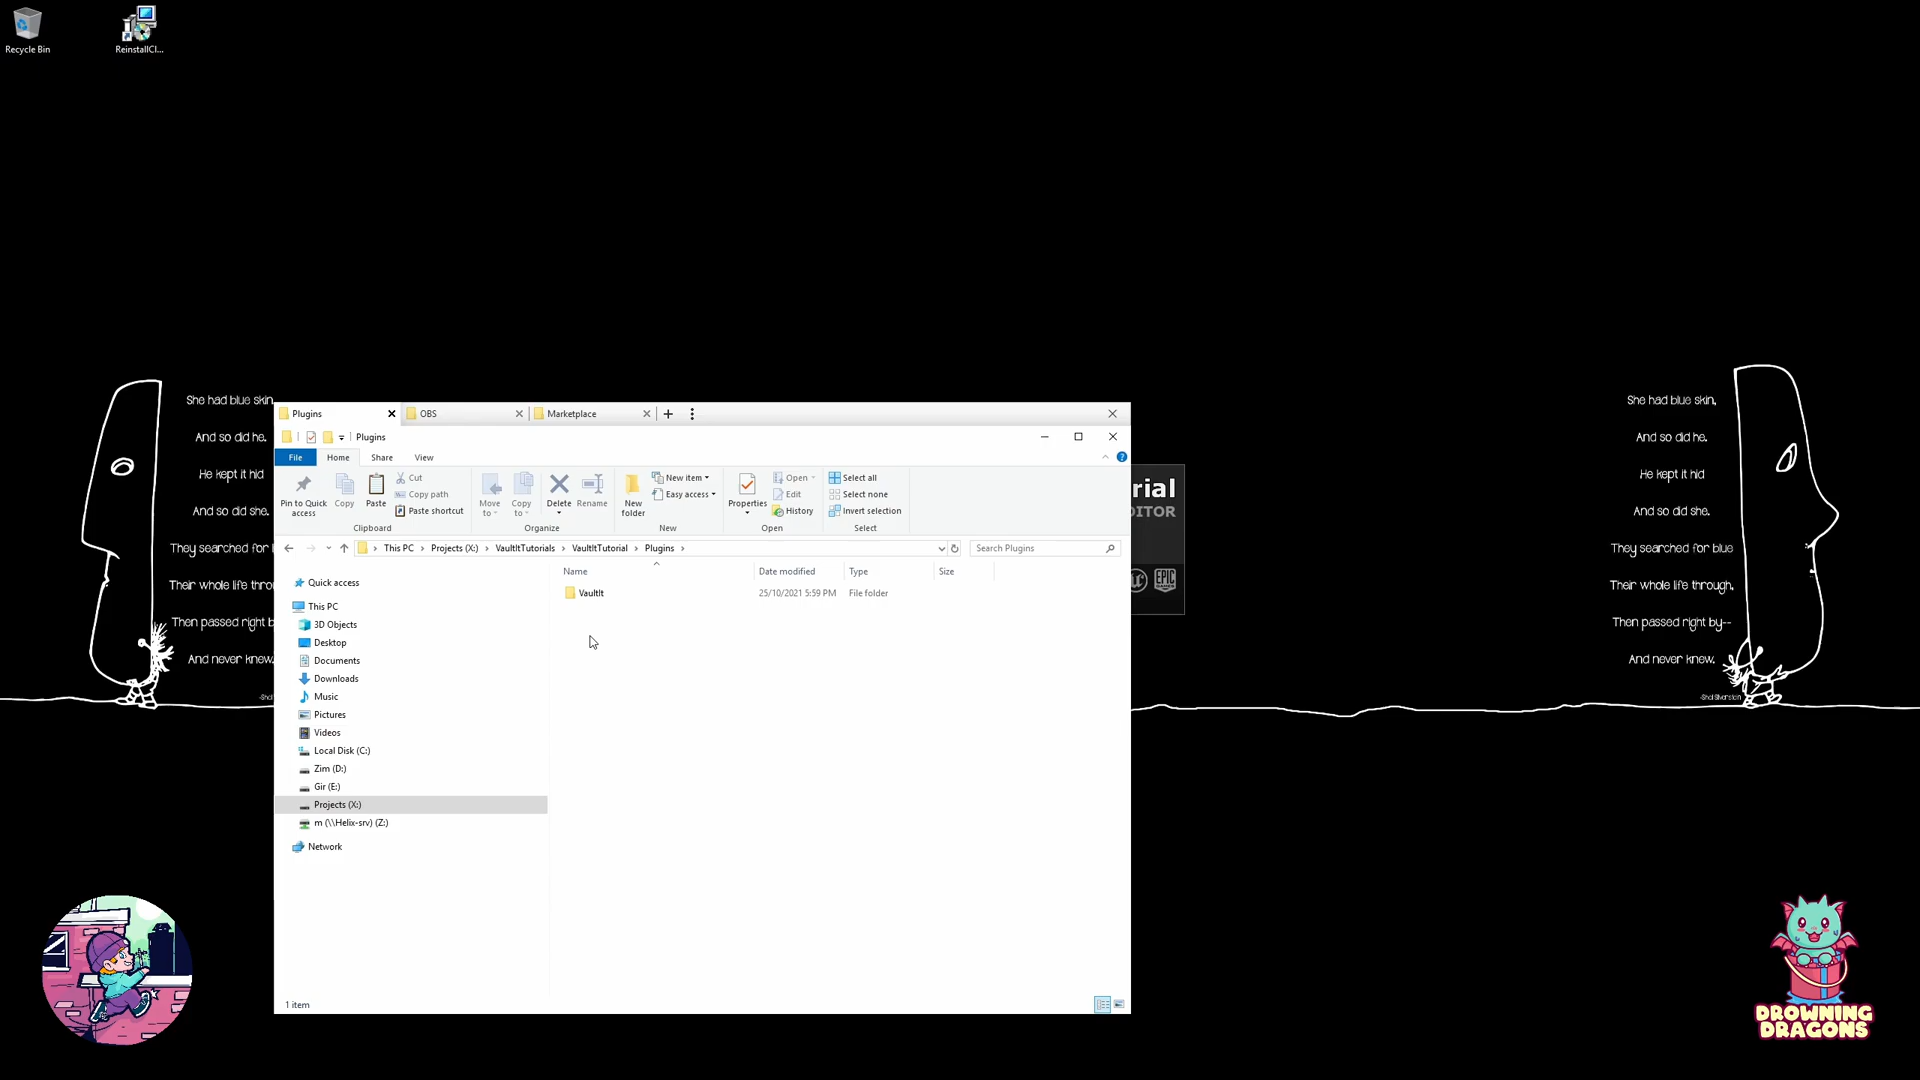 Recycle Bin
ReinstallCl...
She had blue skin,
And so did he.
He kept it hid
And so did she.
They searched for
Their whole life
Then passed right
And never knew.
Plugins
OBS
Marketplace
Plugins
File
Home
Share
View
Pin to Quick access
Copy
Paste
Cut
Copy path
Paste shortcut
Clipboard
Move to
Copy to
Delete
Rename
Organize
New folder
New item
Easy access
New
Properties
Open
Edit
History
Open
Select all
Select none
Invert selection
Select
This PC > Projects (X:) > VaultItTutorials > VaultItTutorial > Plugins >
Search Plugins
Quick access
This PC
3D Objects
Desktop
Documents
Downloads
Music
Pictures
Videos
Local Disk (C:)
Zim (D:)
Gir (E:)
Projects (X:)
m (\\Helix-srv) (Z:)
Network
Name
Date modified
Type
Size
VaultIt
25/10/2021 5:59 PM
File folder
1 item
rial
DITOR
EPIC GAMES
She had blue skin,
And so did he.
He kept it hid
And so did she.
They searched for blue
Their whole life through,
Then passed right by--
And never knew.
-Shel Silverstein
DROWNING
DRAGONS